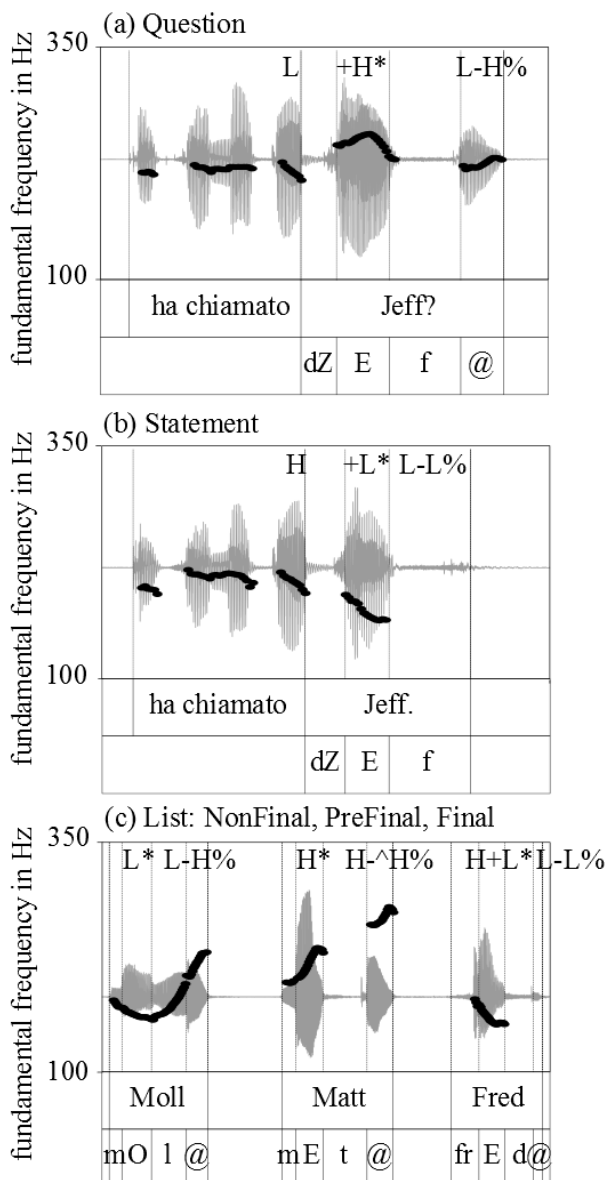 (a) Question
fundamental frequency in Hz
350
L +H* L-H%
100
ha chiamato Jeff?
dZ E f @
(b) Statement
fundamental frequency in Hz
350
H +L* L-L%
100
ha chiamato Jeff.
dZ E f
(c) List: NonFinal, PreFinal, Final
fundamental frequency in Hz
350
L* L-H% H* H-^H% H+L* L-L%
100
Moll Matt Fred
m O l @ m E t @ fr E d @